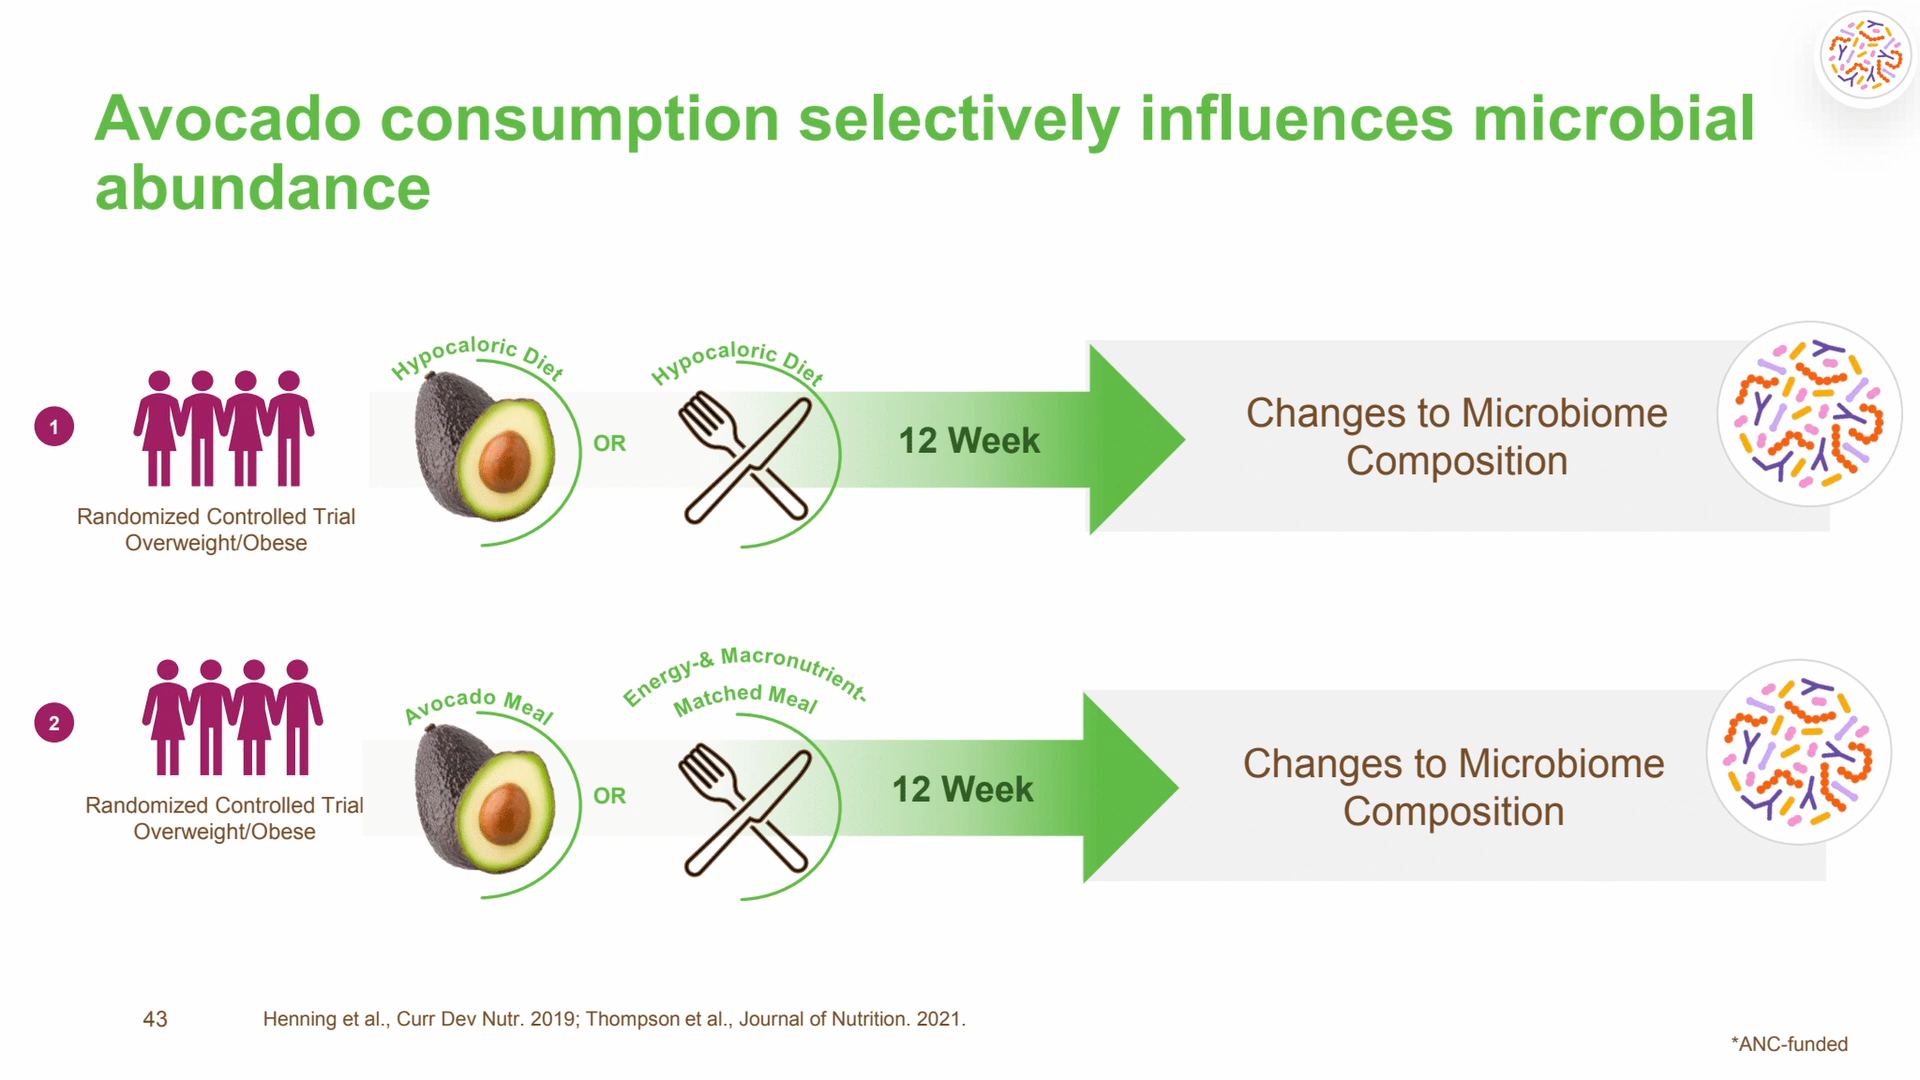 Avocado consumption selectively influences microbial
abundance
1
Randomized Controlled Trial
Overweight/Obese
Hypocaloric Diet
OR
Hypocaloric Diet
12 Week
Changes to Microbiome
Composition
2
Randomized Controlled Trial
Overweight/Obese
Avocado Meal
OR
Energy-& Macronutrient-
Matched Meal
12 Week
Changes to Microbiome
Composition
43
Henning et al., Curr Dev Nutr. 2019; Thompson et al., Journal of Nutrition. 2021.
*ANC-funded